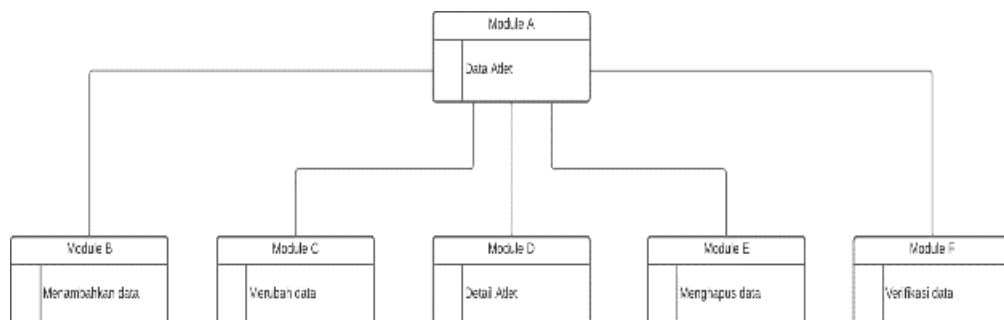 Module A
Data Atlet
Module B
Module C
Module D
Module E
Module F
Menambahkan data
Merubah data
Detail Atlet
Menghapus data
Verifikasi data